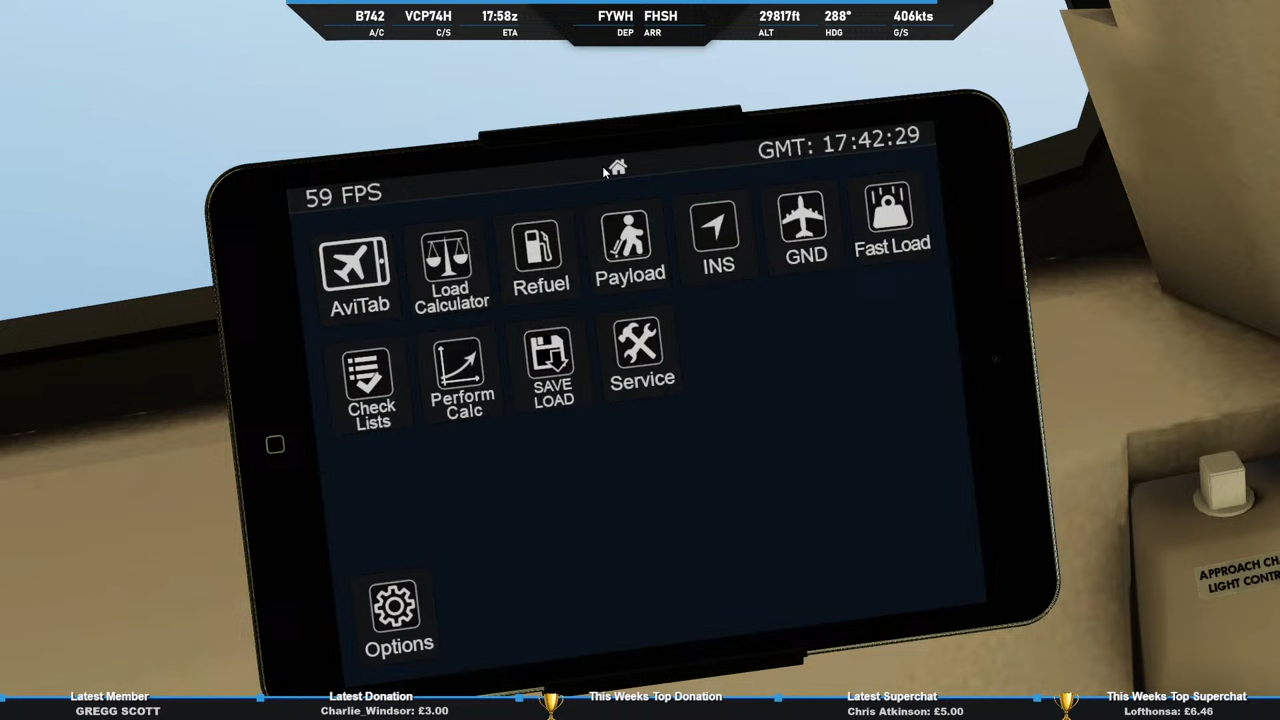 B742 VCP74H 17:58z FYWH FHSH 29817ft 288° 406kts
A/C C/S ETA DEP ARR ALT HDG G/S
59 FPS
GMT: 17:42:29
AviTab
Load
Calculator
Refuel
Payload
INS
GND
Fast Load
Check
Lists
Perform
Calc
SAVE
LOAD
Service
Options
APPROACH
LIGHT
Latest Member
GREGG SCOTT
Latest Donation
Charlie_Windsor: £3.00
This Weeks Top Donation
Latest Superchat
Chris Atkinson: £5.00
This Weeks Top Superchat
Lofthonsa: £6.46